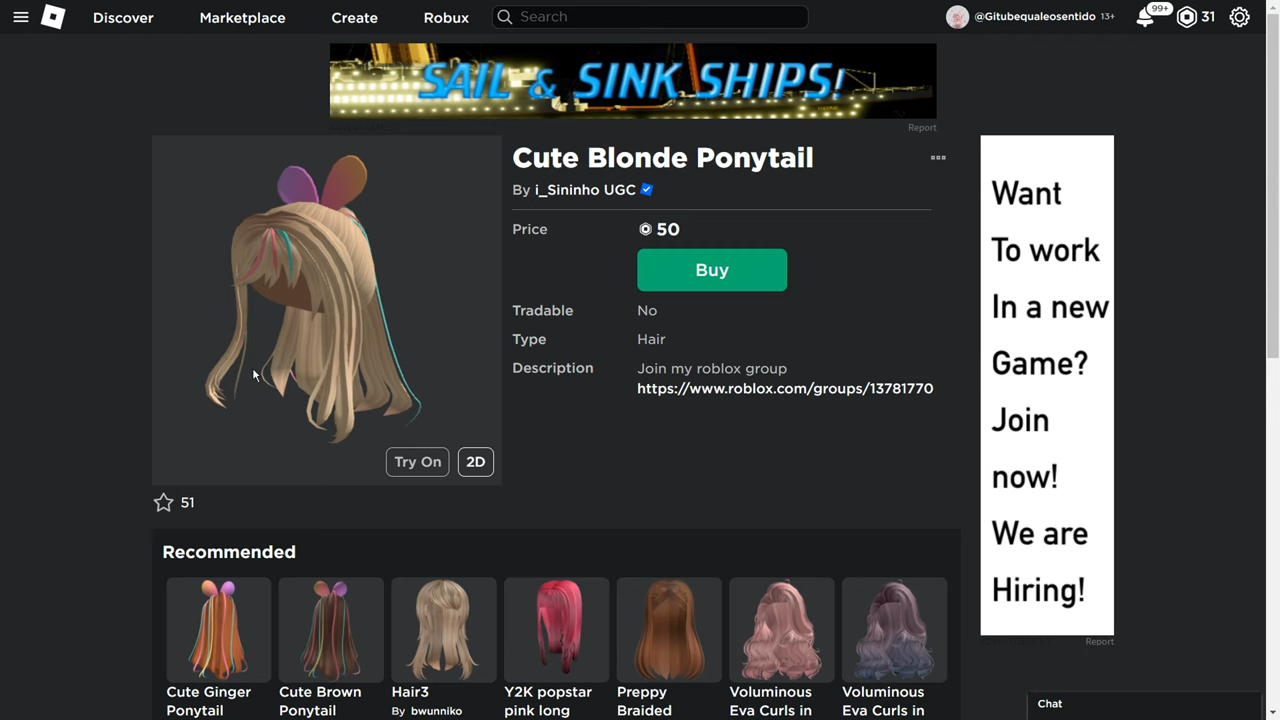 Discover
Marketplace
Create
Robux
Search
@Gitubequaleosentido 13+
99+
31
SAIL & SINK SHIPS!
Report
Cute Blonde Ponytail
By i_Sininho UGC
Price
50
Buy
Tradable
No
Type
Hair
Description
Join my roblox group
https://www.roblox.com/groups/13781770
Try On
2D
51
Want
To work
In a new
Game?
Join
now!
We are
Hiring!
Report
Recommended
Cute Ginger
Ponytail
Cute Brown
Ponytail
Hair3
By bwunniko
Y2K popstar
pink long
Preppy
Braided
Voluminous
Eva Curls in
Voluminous
Eva Curls in
Chat